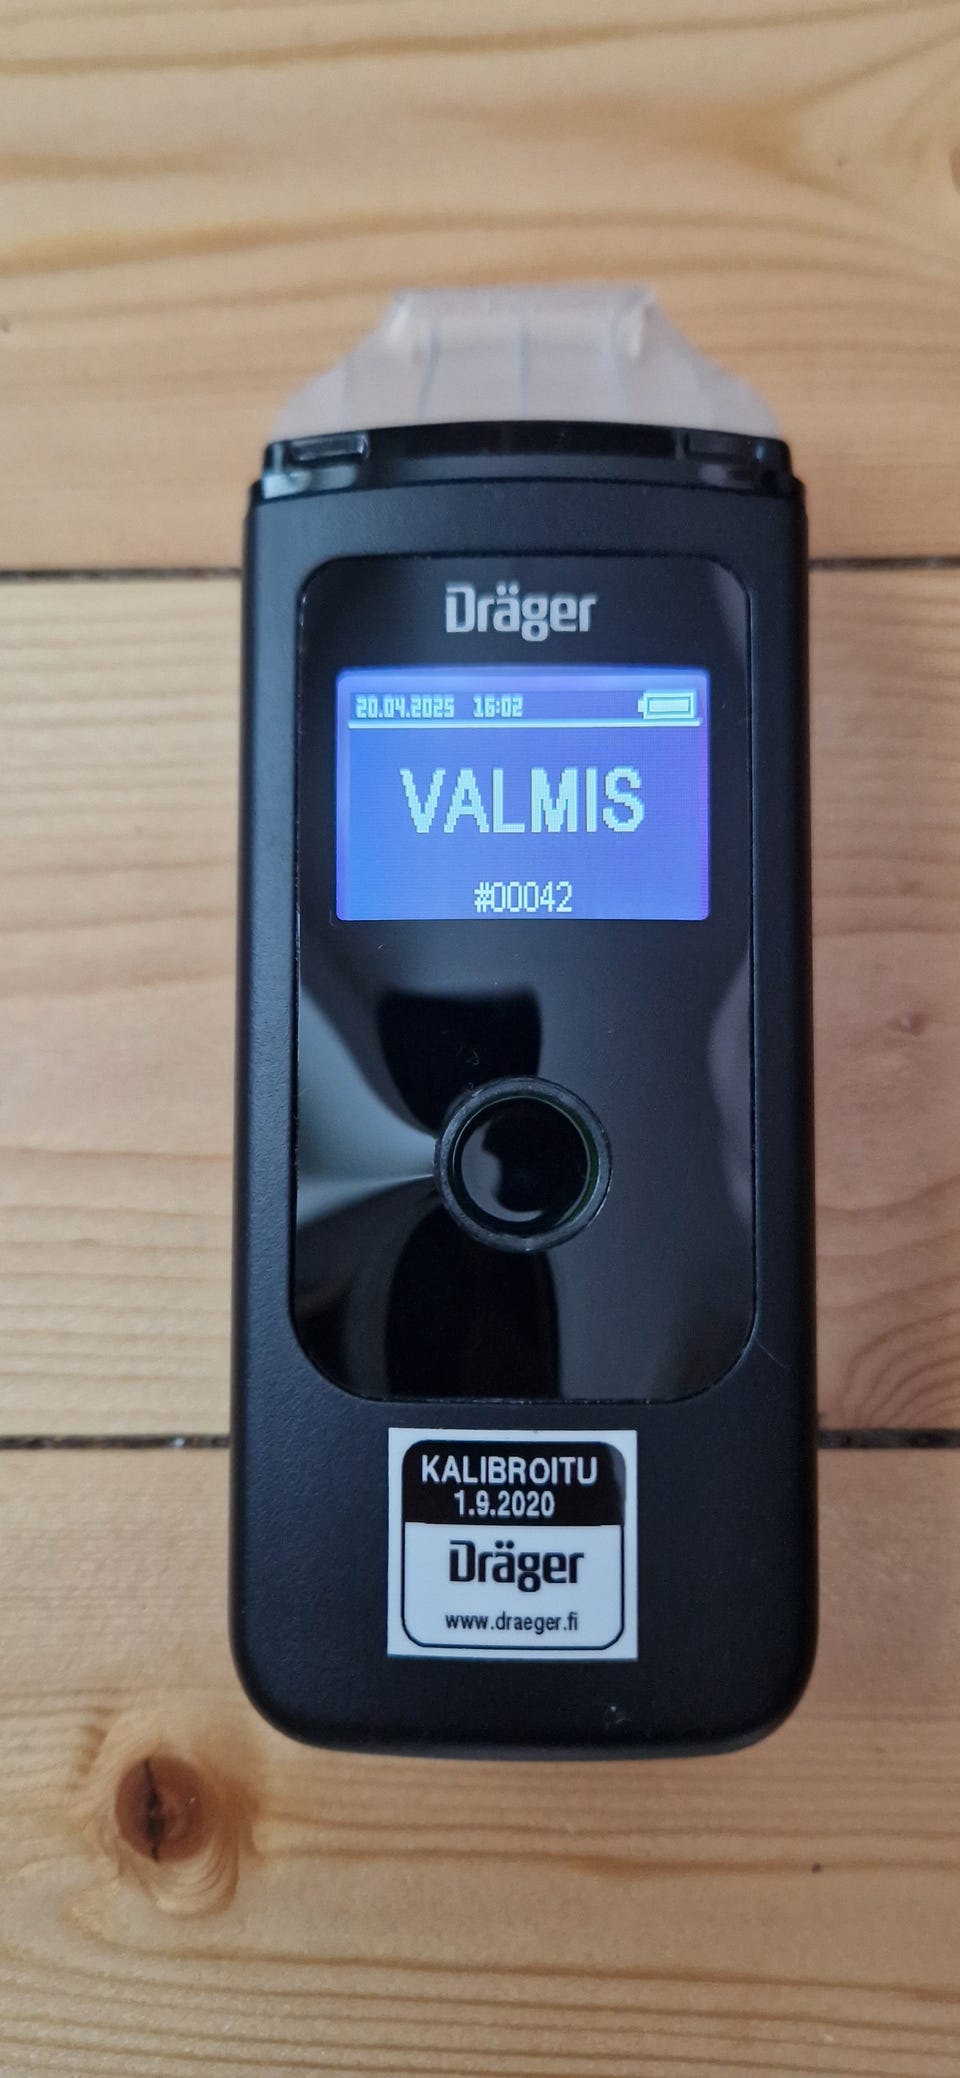 Dräger
20.04.2025 16:02
VALMIS
#00042
KALIBROITU
1.9.2020
Dräger
www.draeger.fi